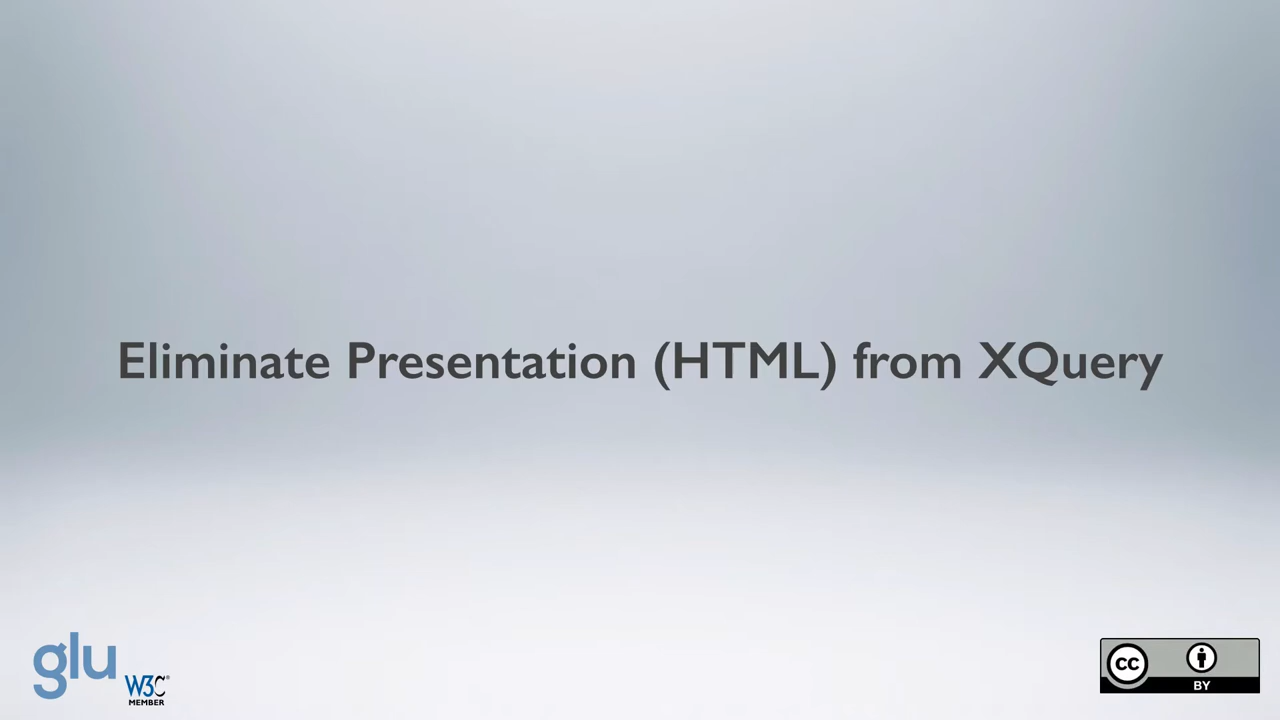 Eliminate Presentation (HTML) from XQuery
glu
W3C®
MEMBER
cc
BY